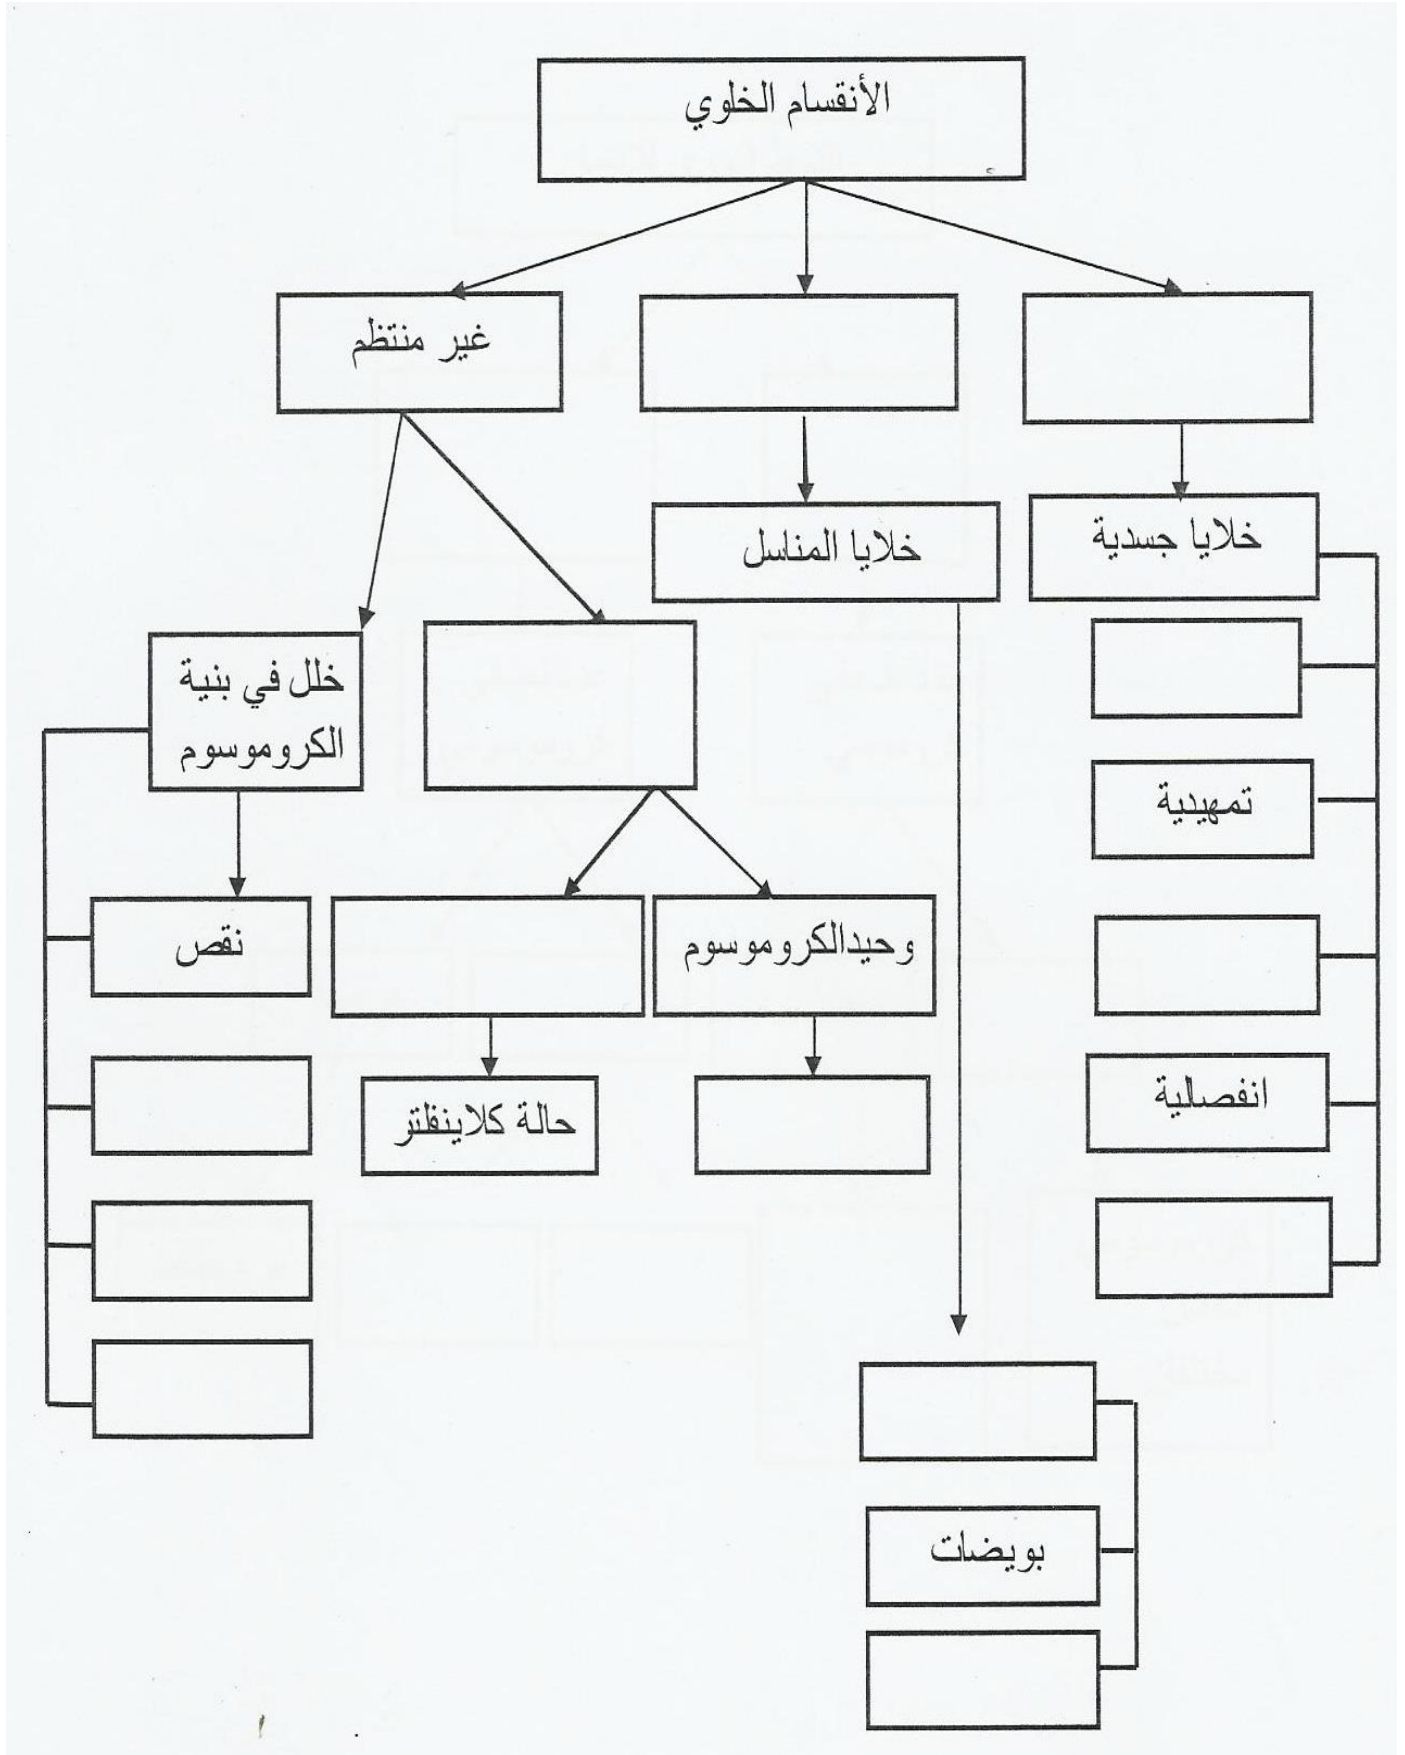 الأنقسام الخلوي
غير منتظم
خلايا المناسل
خلايا جسدية
خلل في بنية
الكروموسوم
تمهيدية
نقص
وحيدالكروموسوم
حالة كلاينفلتر
انفصالية
بويضات